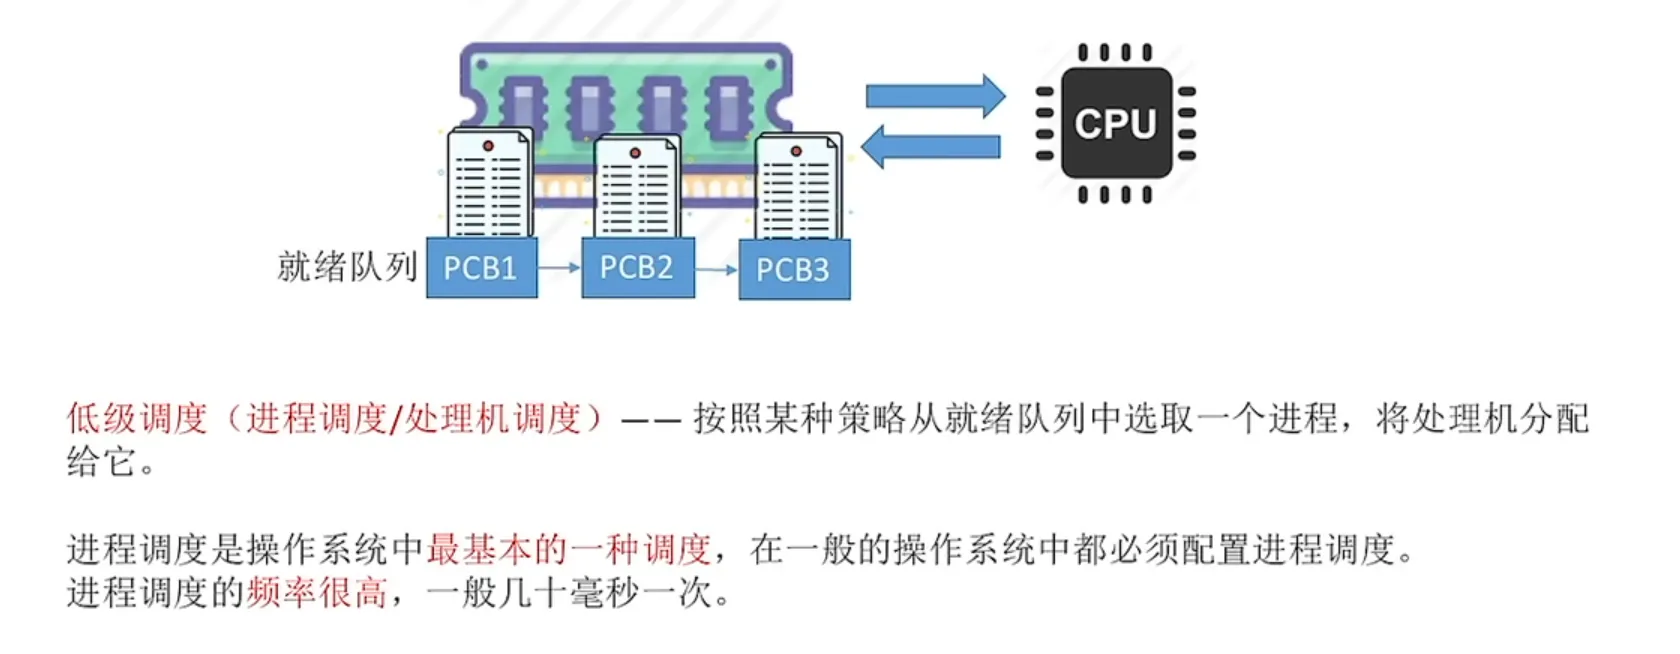 CPU
就绪队列 PCB1 PCB2 PCB3
低级调度（进程调度/处理机调度）—— 按照某种策略从就绪队列中选取一个进程，将处理机分配
给它。
进程调度是操作系统中最基本的一种调度，在一般的操作系统中都必须配置进程调度。
进程调度的频率很高，一般几十毫秒一次。